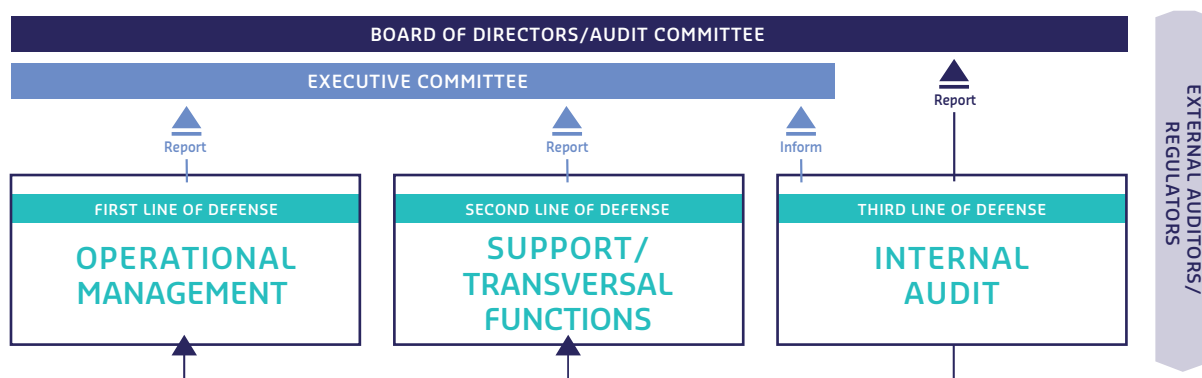 BOARD OF DIRECTORS/AUDIT COMMITTEE
EXECUTIVE COMMITTEE
Report
Report
Report
Inform
FIRST LINE OF DEFENSE
OPERATIONAL
MANAGEMENT
SECOND LINE OF DEFENSE
SUPPORT/
TRANSVERSAL
FUNCTIONS
THIRD LINE OF DEFENSE
INTERNAL
AUDIT
EXTERNAL AUDITORS/
REGULATORS